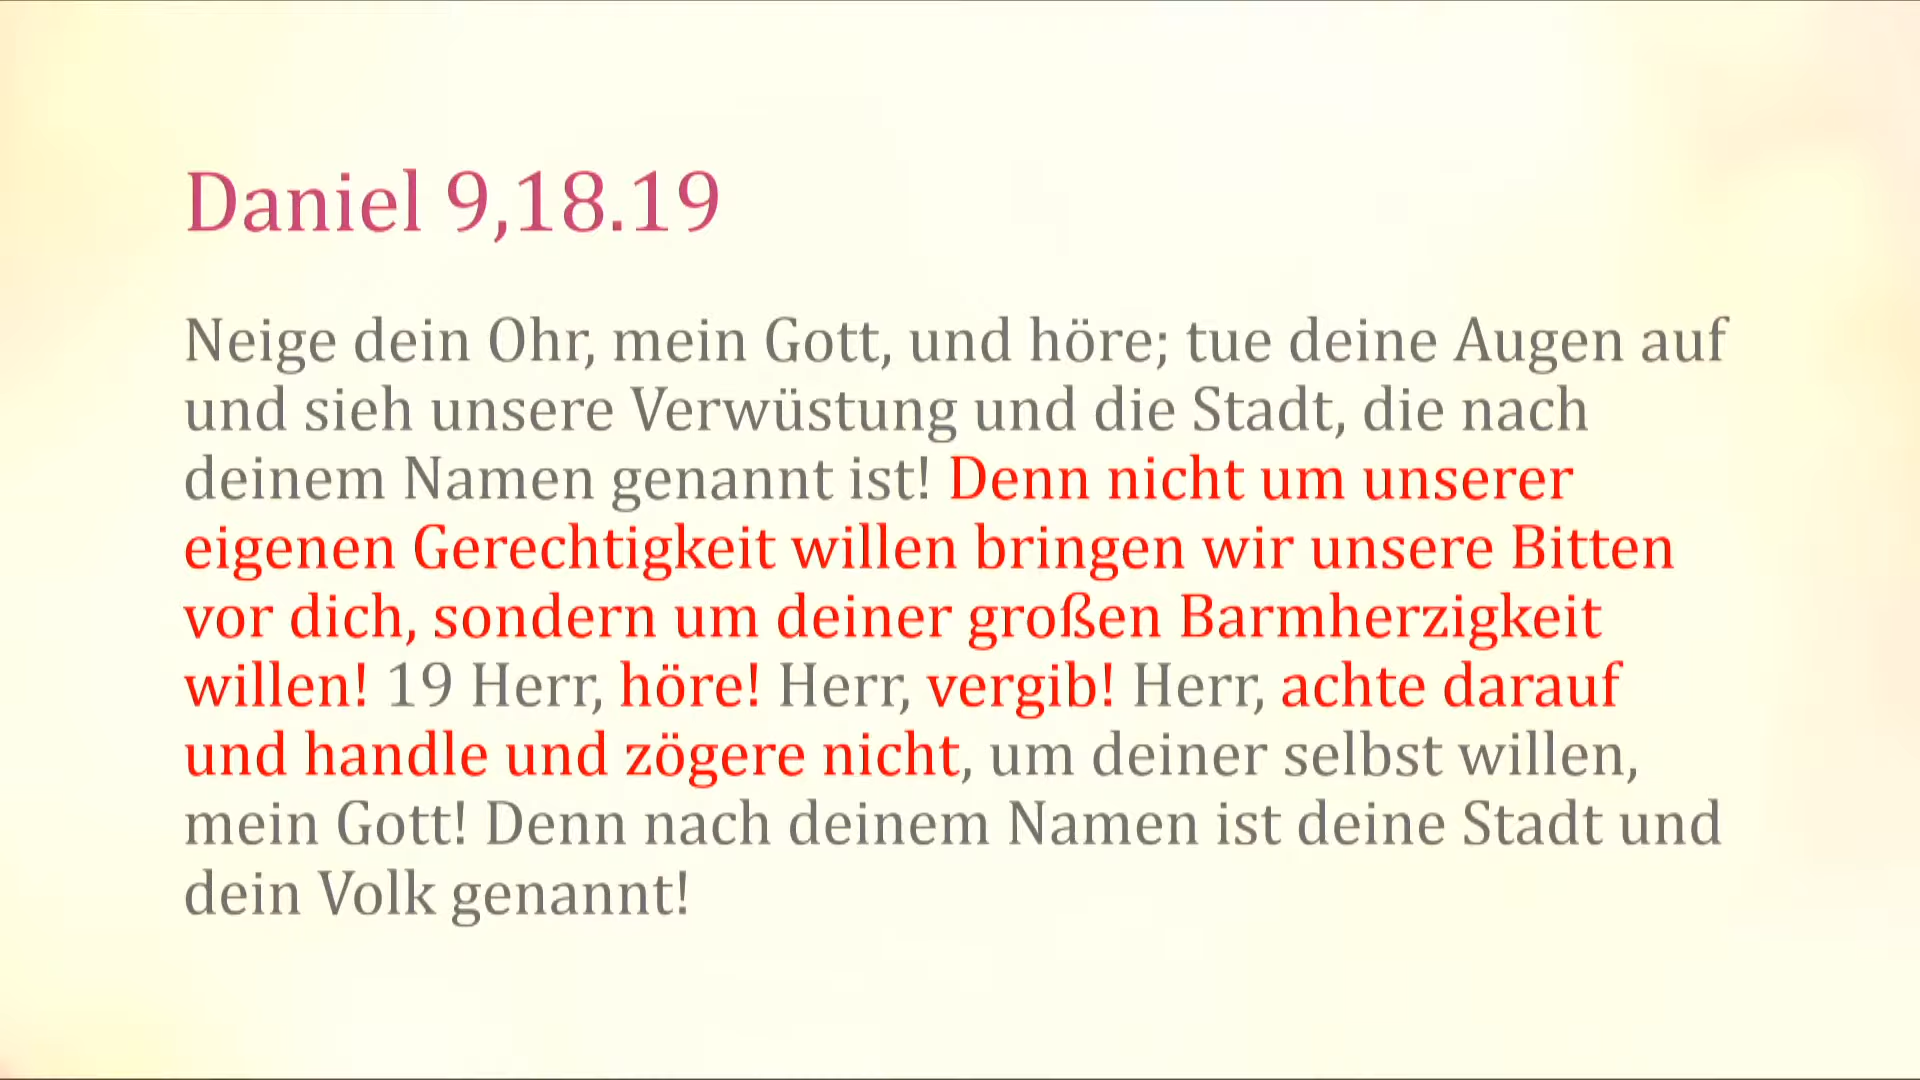 Daniel 9,18.19
Neige dein Ohr, mein Gott, und höre; tue deine Augen auf
und sieh unsere Verwüstung und die Stadt, die nach
deinem Namen genannt ist! Denn nicht um unserer
eigenen Gerechtigkeit willen bringen wir unsere Bitten
vor dich, sondern um deiner großen Barmherzigkeit
willen! 19 Herr, höre! Herr, vergib! Herr, achte darauf
und handle und zögere nicht, um deiner selbst willen,
mein Gott! Denn nach deinem Namen ist deine Stadt und
dein Volk genannt!